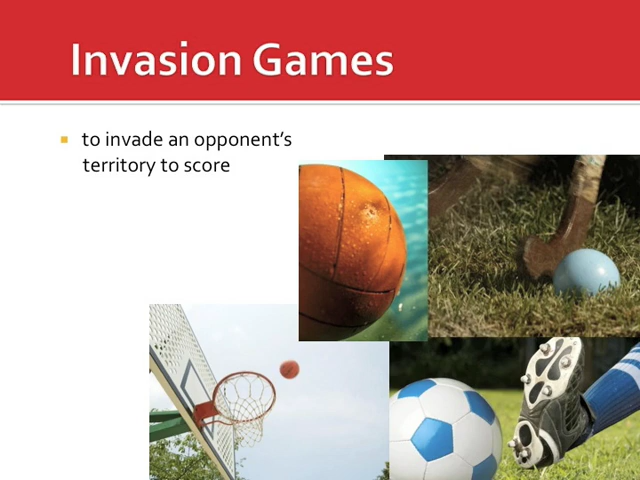 Invasion Games
to invade an opponent’s
territory to score